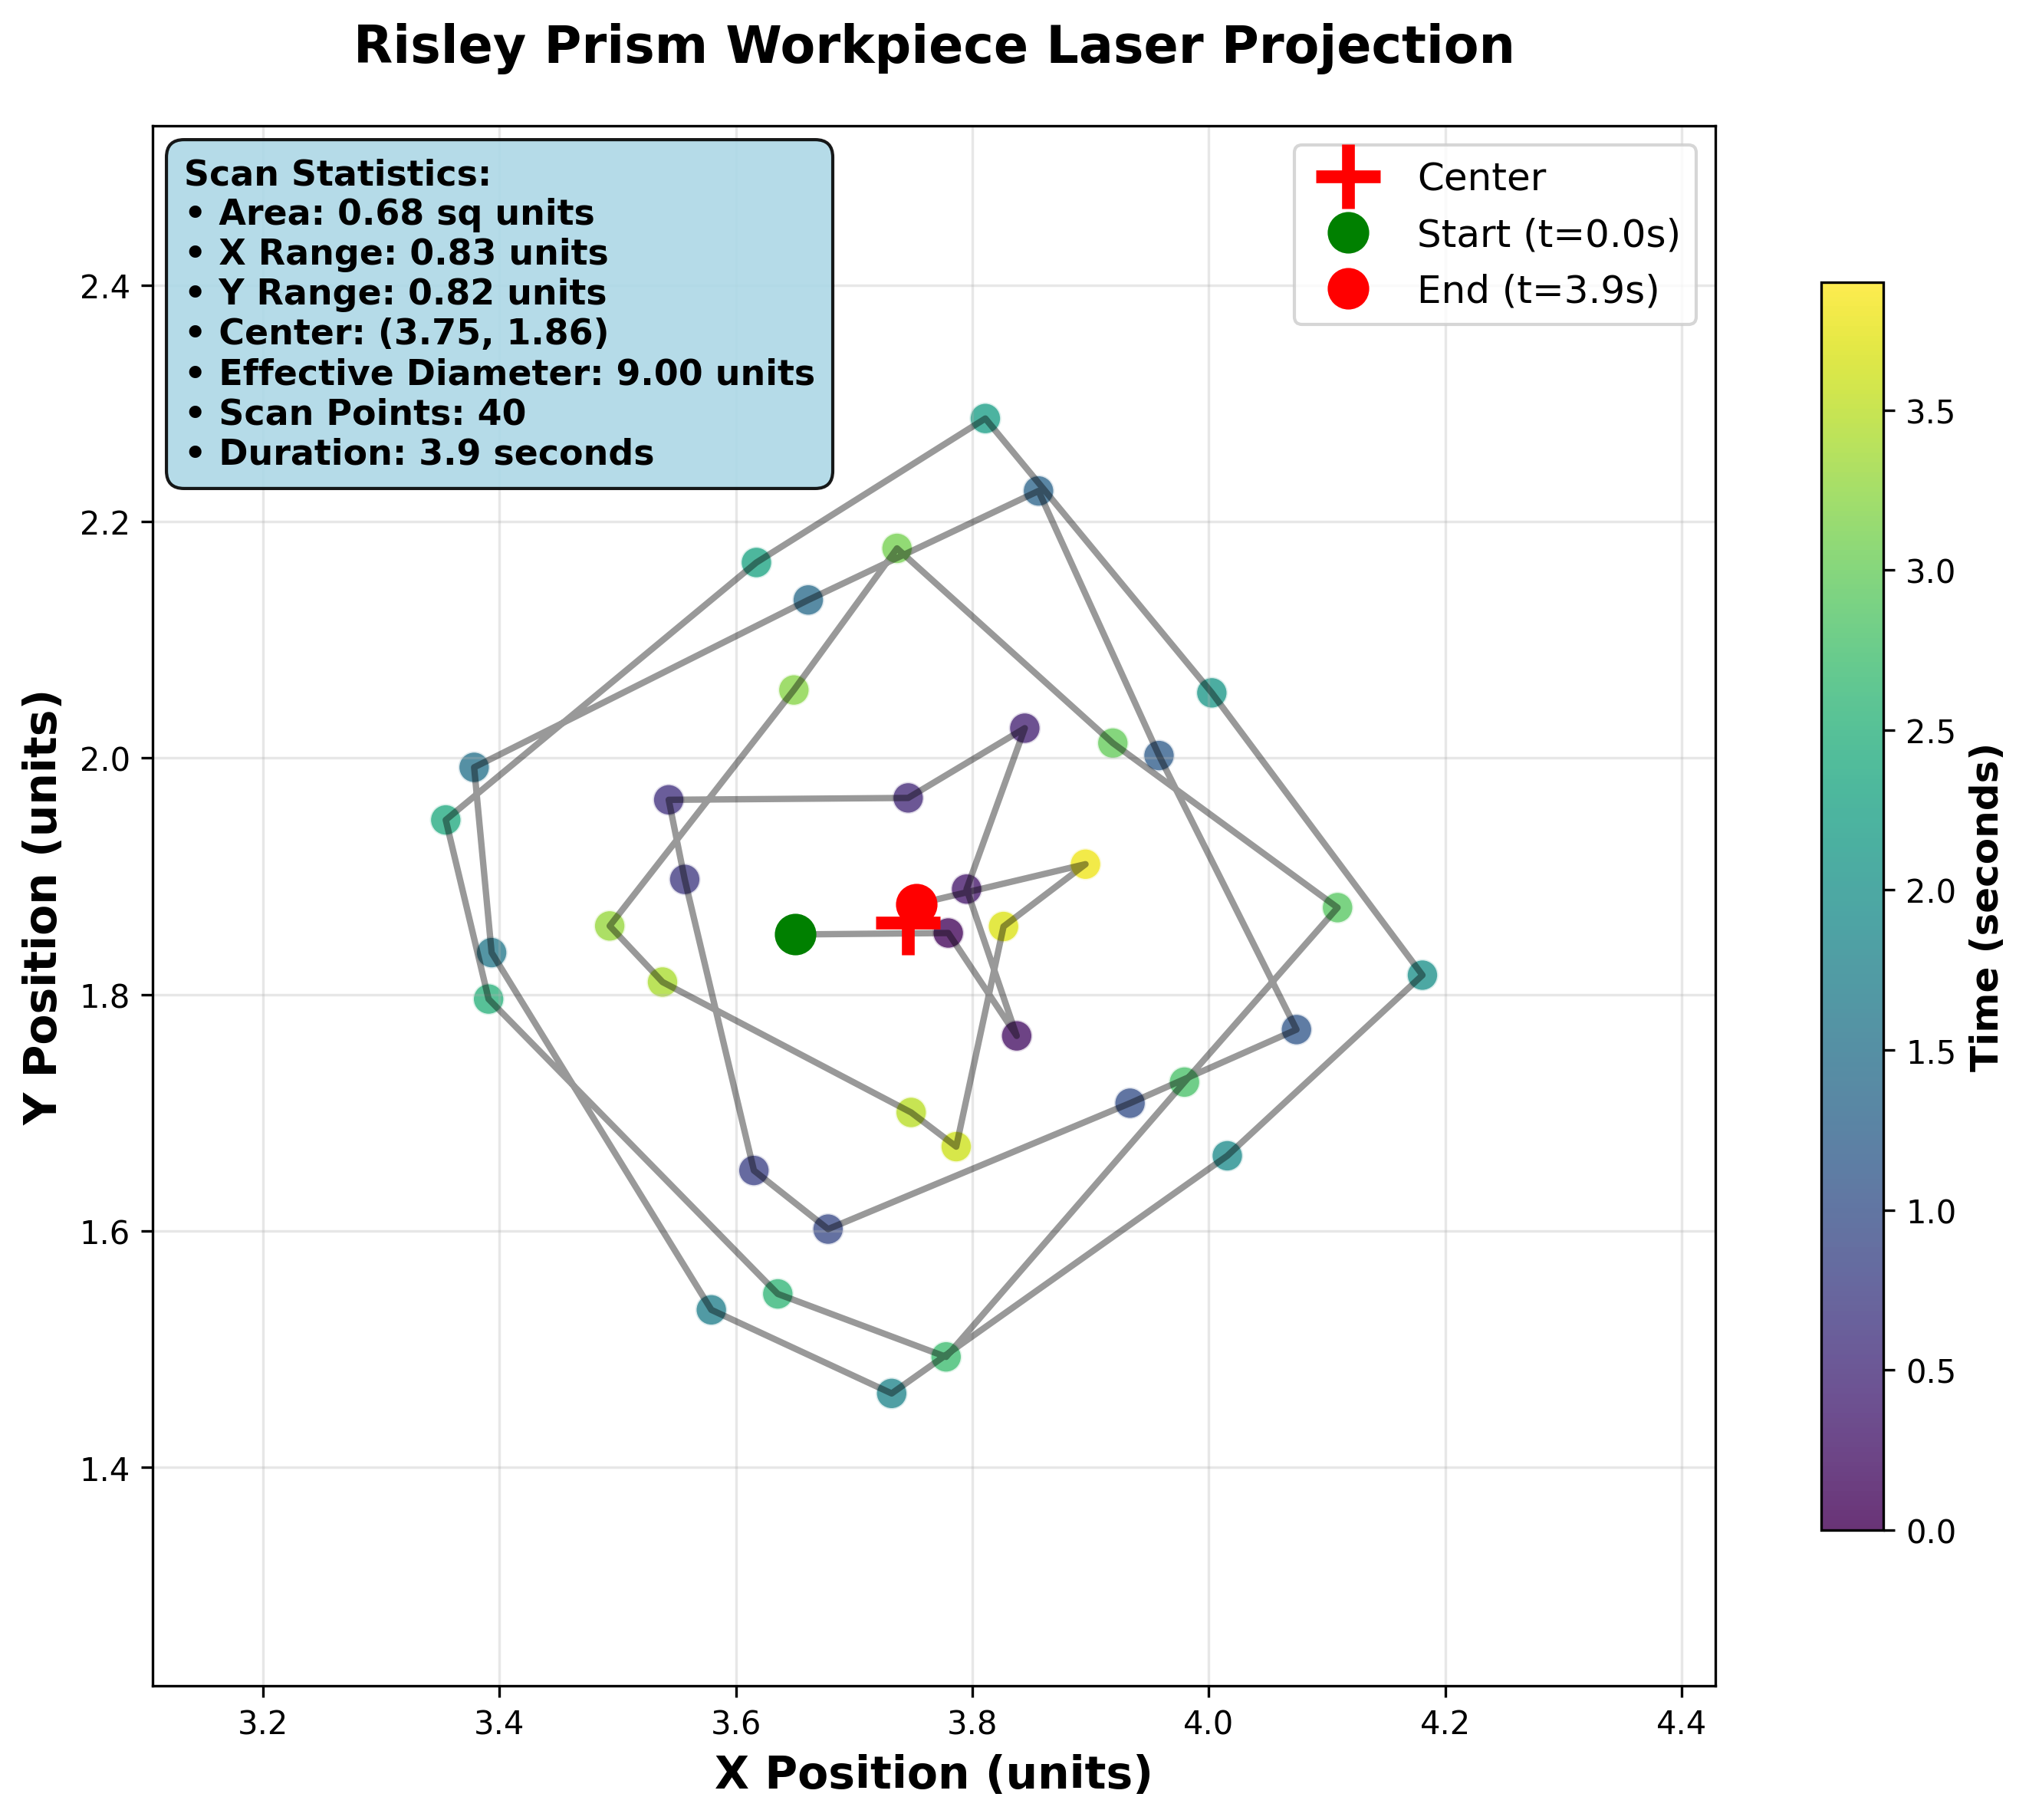 Risley Prism Workpiece Laser Projection
Scan Statistics:
• Area: 0.68 sq units
• X Range: 0.83 units
• Y Range: 0.82 units
• Center: (3.75, 1.86)
• Effective Diameter: 9.00 units
• Scan Points: 40
• Duration: 3.9 seconds
Center
Start (t=0.0s)
End (t=3.9s)
Y Position (units)
2.4
2.2
2.0
1.8
1.6
1.4
3.2
3.4
3.6
3.8
4.0
4.2
4.4
X Position (units)
3.5
3.0
2.5
2.0
1.5
1.0
0.5
0.0
Time (seconds)